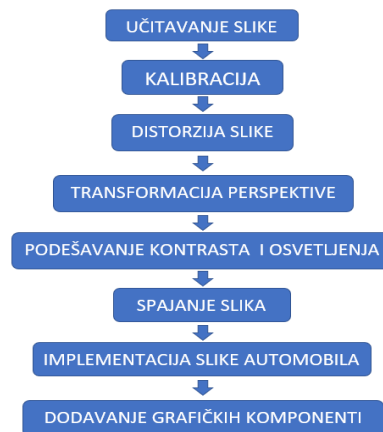 UČITAVANJE SLIKE
KALIBRACIJA
DISTORZIJA SLIKE
TRANSFORMACIJA PERSPEKTIVE
PODEŠAVANJE KONTRASTA I OSVETLJENJA
SPAJANJE SLIKA
IMPLEMENTACIJA SLIKE AUTOMOBILA
DODAVANJE GRAFIČKIH KOMPONENTI